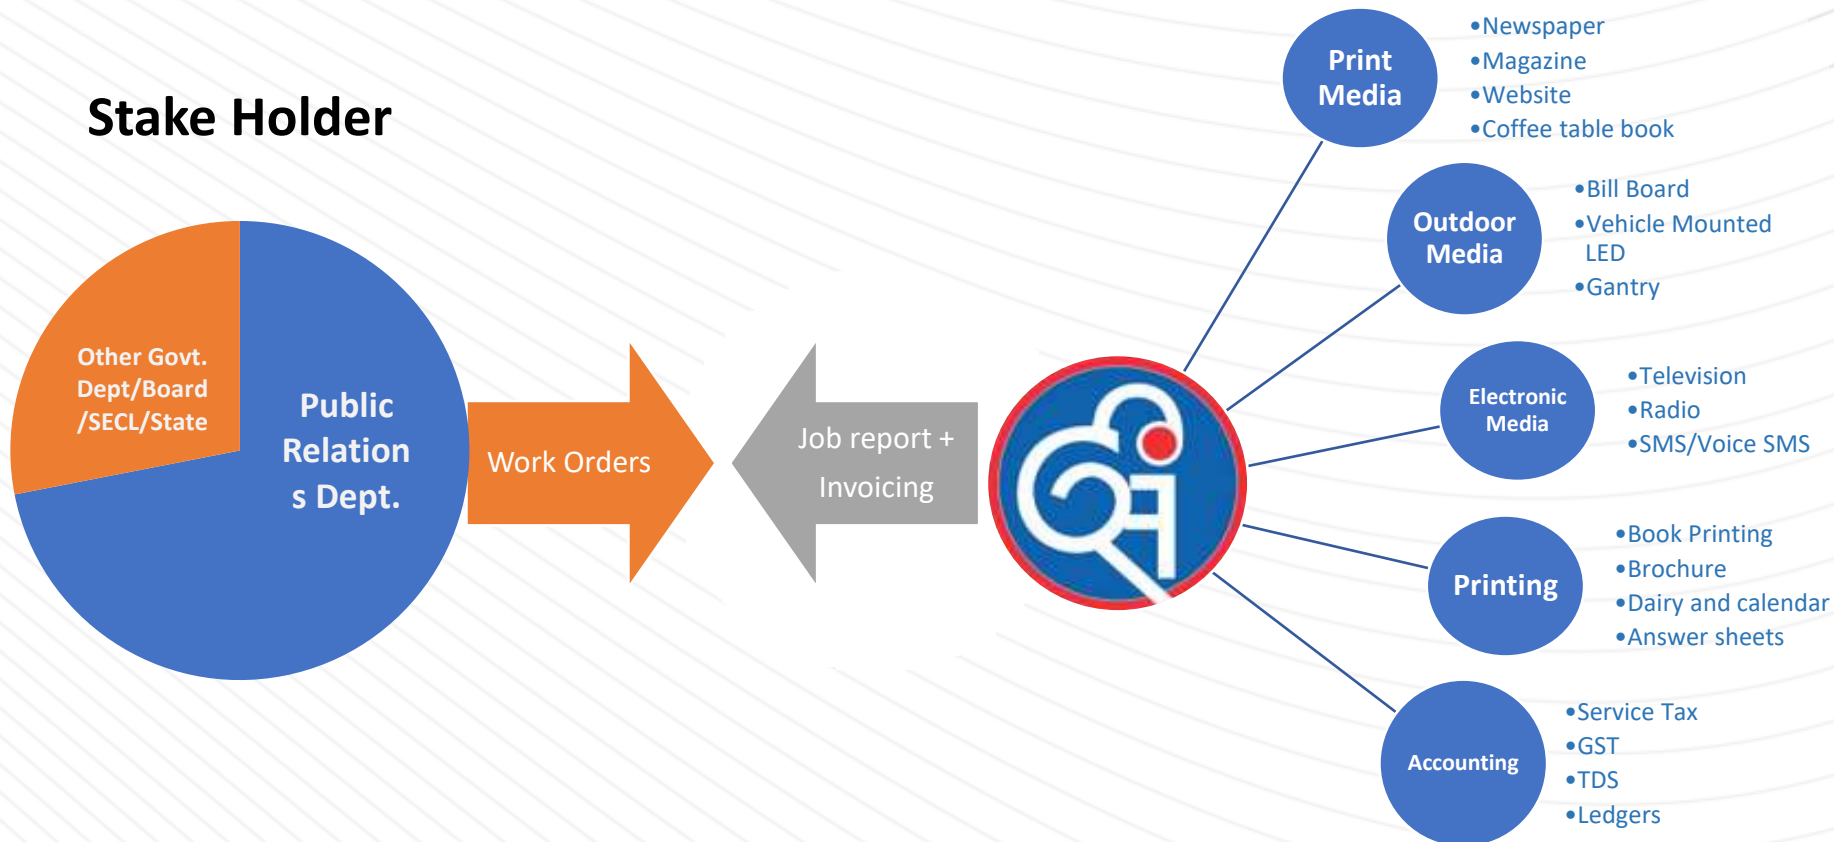 Stake Holder
Other Govt.
Dept/Board
/SECL/State
Public
Relation
s Dept.
Work Orders
Job report +
Invoicing
Print
Media
•Newspaper
•Magazine
•Website
•Coffee table book
Outdoor
Media
•Bill Board
•Vehicle Mounted
LED
•Gantry
Electronic
Media
•Television
•Radio
•SMS/Voice SMS
Printing
•Book Printing
•Brochure
•Dairy and calendar
•Answer sheets
Accounting
•Service Tax
•GST
•TDS
•Ledgers